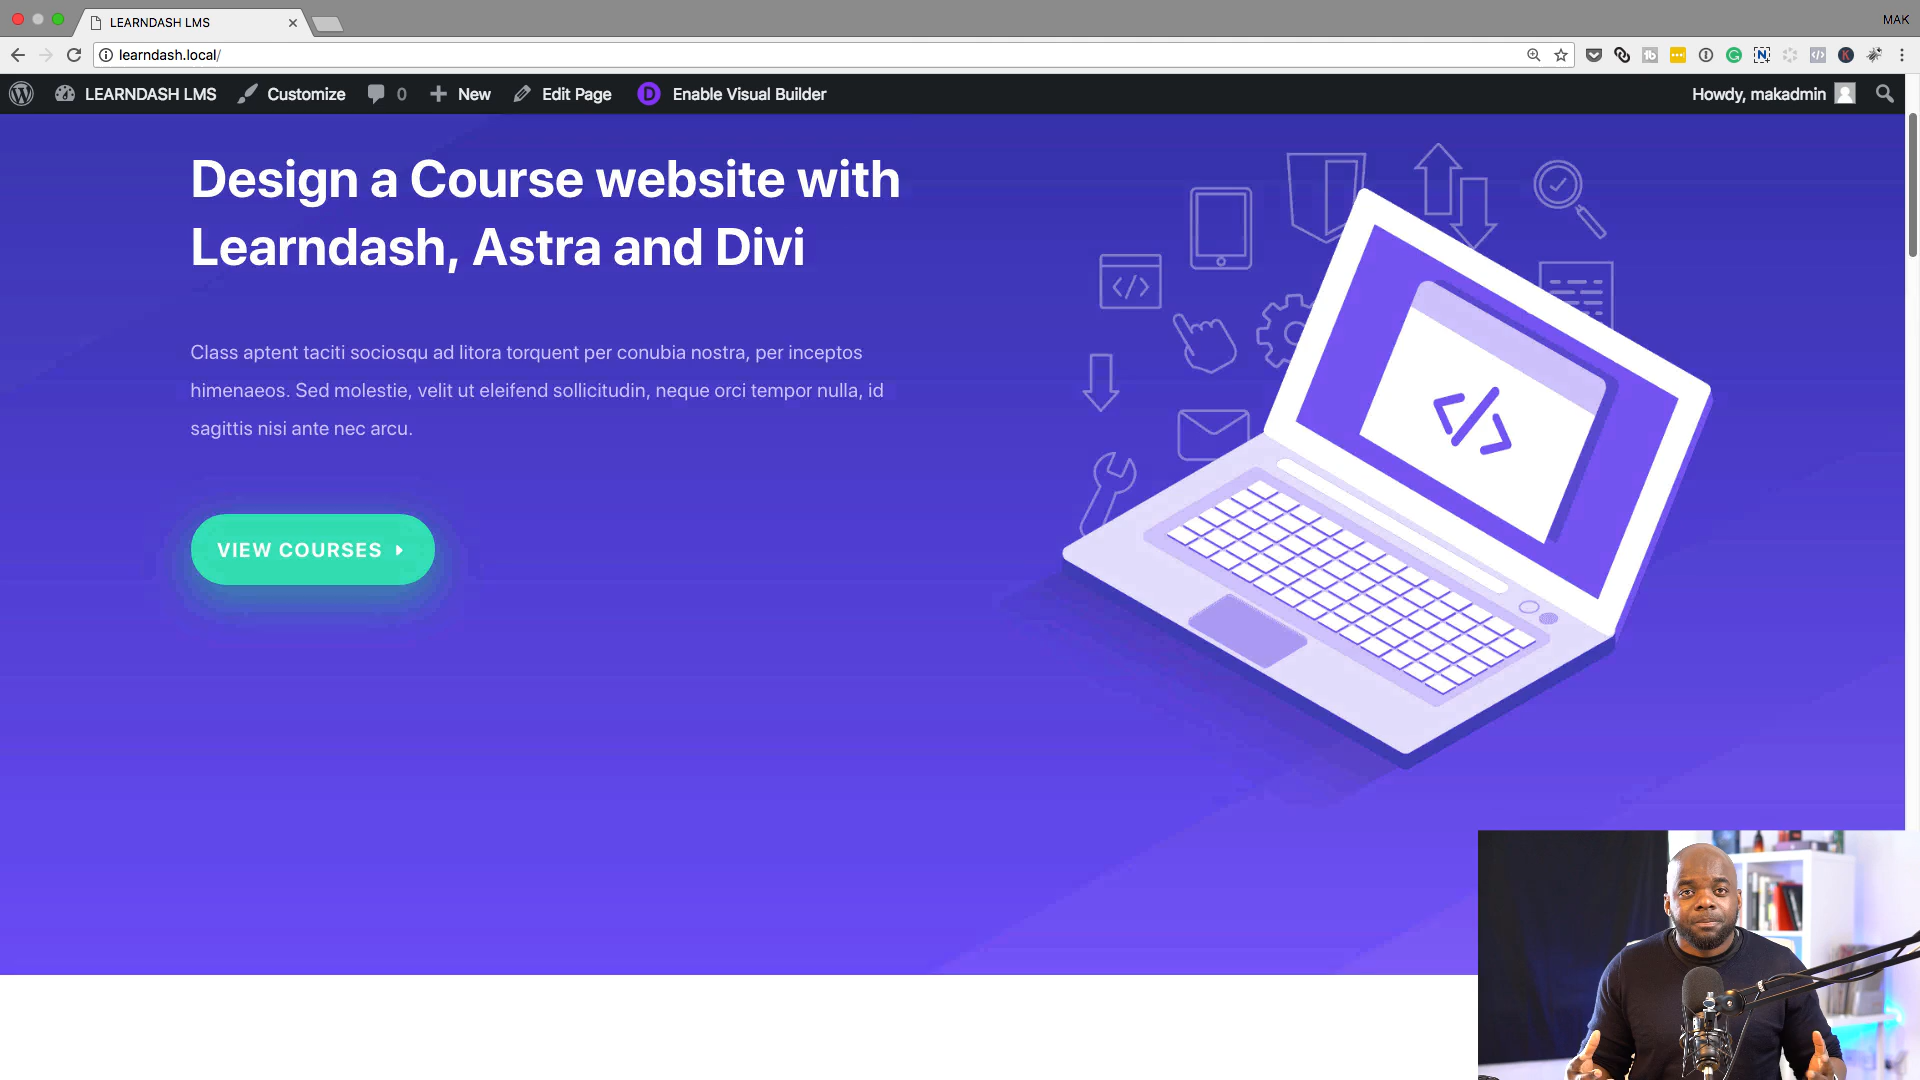 LEARNDASH LMS
MAK
learndash.local/
LEARNDASH LMS
Customize
0
New
Edit Page
D
Enable Visual Builder
Howdy, makadmin
Design a Course website with
Learndash, Astra and Divi
Class aptent taciti sociosqu ad litora torquent per conubia nostra, per inceptos
himenaeos. Sed molestie, velit ut eleifend sollicitudin, neque orci tempor nulla, id
sagittis nisi ante nec arcu.
VIEW COURSES